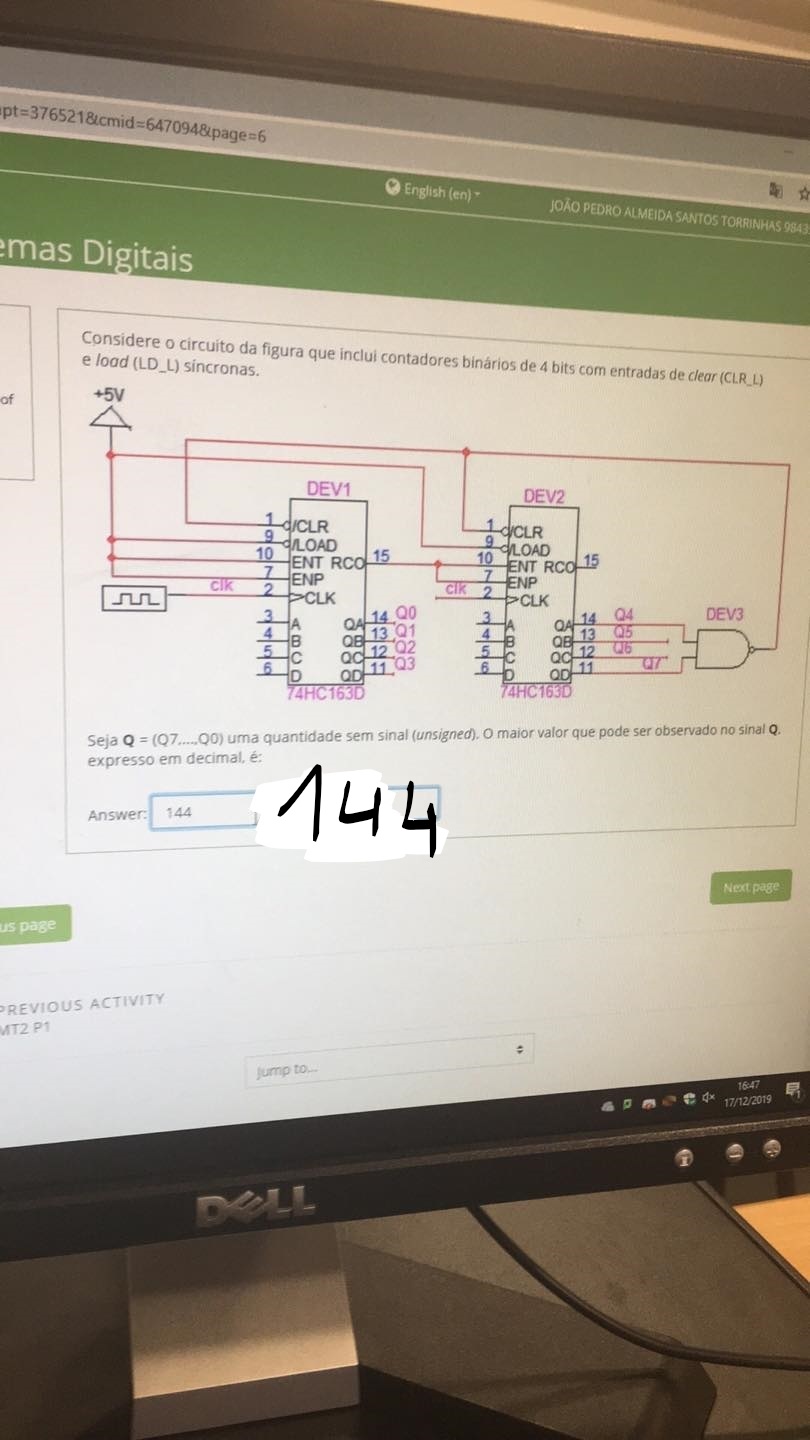 pt=376521&cmid=647094&page=6
English (en)
JOÃO PEDRO ALMEIDA SANTOS TORRINHAS 9843
emas Digitais
of
Considere o circuito da figura que inclui contadores binários de 4 bits com entradas de clear (CLR_L)
e load (LD_L) síncronas.
+5V
DEV1
1 /CLR
9 /LOAD
10 ENT RCO 15
7 ENP
clk 2 CLK
3 A QA 14 Q0
4 B QB 13 Q1
5 C QC 12 Q2
6 D QD 11 Q3
74HC163D
DEV2
1 /CLR
9 /LOAD
10 ENT RCO 15
7 ENP
clk 2 CLK
3 A QA 14 Q4
4 B QB 13 Q5
5 C QC 12 Q6
6 D QD 11 Q7
74HC163D
DEV3
Seja Q = (Q7,...,Q0) uma quantidade sem sinal (unsigned). O maior valor que pode ser observado no sinal Q,
expresso em decimal, é:
Answer: 144
144
Next page
us page
PREVIOUS ACTIVITY
MT2 P1
Jump to...
16:47
17/12/2019
1
DELL